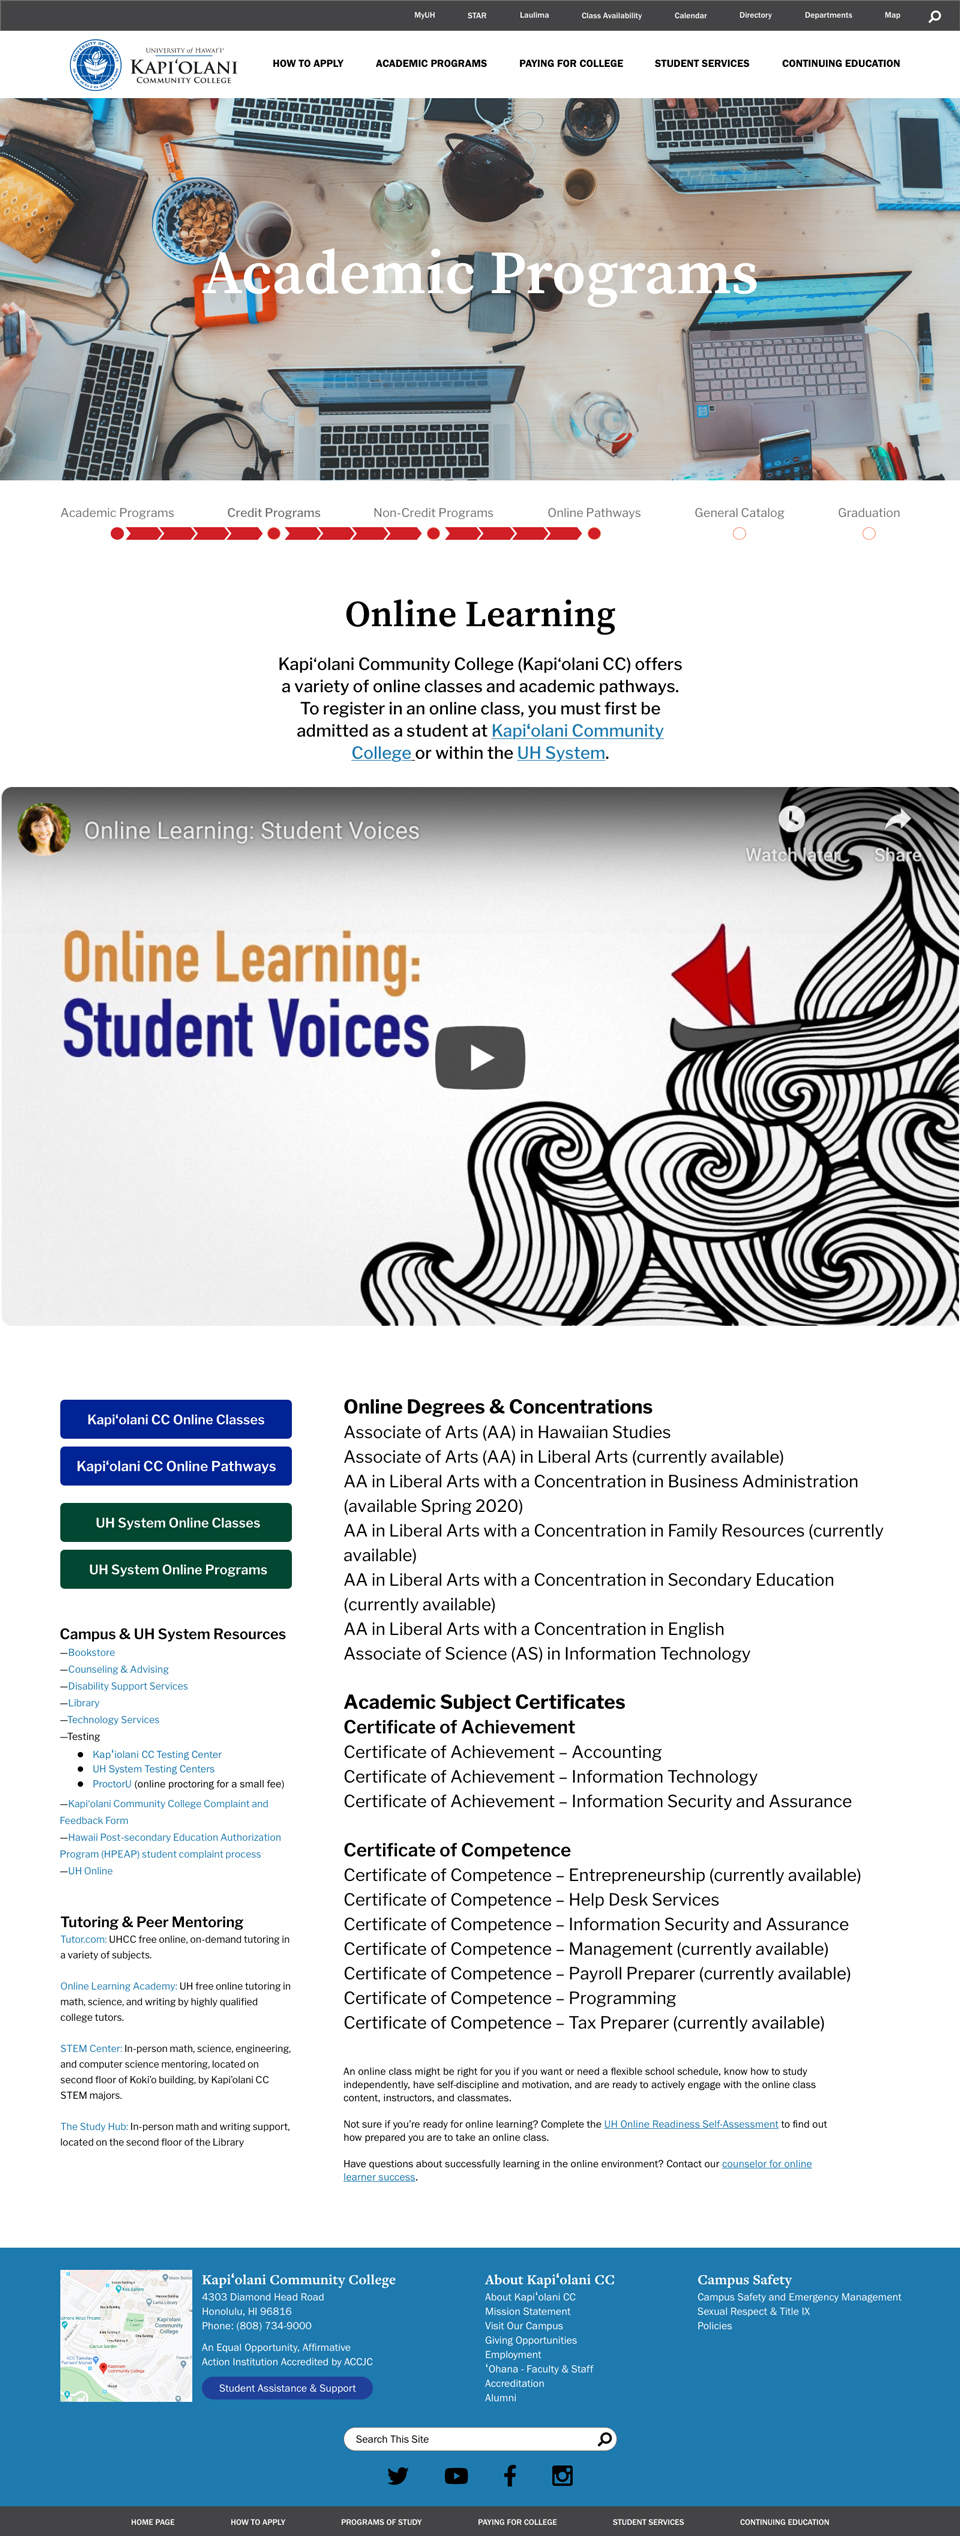 MyUH STAR Laulima Class Availability Calendar Directory Departments Map
UNIVERSITY of HAWAIʻI®
KAPIʻOLANI
COMMUNITY COLLEGE
HOW TO APPLY ACADEMIC PROGRAMS PAYING FOR COLLEGE STUDENT SERVICES CONTINUING EDUCATION
Academic Programs
Academic Programs Credit Programs Non-Credit Programs Online Pathways General Catalog Graduation
Online Learning
Kapiʻolani Community College (Kapiʻolani CC) offers
a variety of online classes and academic pathways.
To register in an online class, you must first be
admitted as a student at Kapiʻolani Community
College or within the UH System.
Online Learning: Student Voices
Watch later Share
Online Learning:
Student Voices
Kapiʻolani CC Online Classes
Kapiʻolani CC Online Pathways
UH System Online Classes
UH System Online Programs
Campus & UH System Resources
—Bookstore
—Counseling & Advising
—Disability Support Services
—Library
—Technology Services
—Testing
● Kapʻiolani CC Testing Center
● UH System Testing Centers
● ProctorU (online proctoring for a small fee)
—Kapi'olani Community College Complaint and
Feedback Form
—Hawaii Post-secondary Education Authorization
Program (HPEAP) student complaint process
—UH Online
Tutoring & Peer Mentoring
Tutor.com: UHCC free online, on-demand tutoring in
a variety of subjects.
Online Learning Academy: UH free online tutoring in
math, science, and writing by highly qualified
college tutors.
STEM Center: In-person math, science, engineering,
and computer science mentoring, located on
second floor of Koki'o building, by Kapi'olani CC
STEM majors.
The Study Hub: In-person math and writing support,
located on the second floor of the Library
Online Degrees & Concentrations
Associate of Arts (AA) in Hawaiian Studies
Associate of Arts (AA) in Liberal Arts (currently available)
AA in Liberal Arts with a Concentration in Business Administration
(available Spring 2020)
AA in Liberal Arts with a Concentration in Family Resources (currently
available)
AA in Liberal Arts with a Concentration in Secondary Education
(currently available)
AA in Liberal Arts with a Concentration in English
Associate of Science (AS) in Information Technology
Academic Subject Certificates
Certificate of Achievement
Certificate of Achievement – Accounting
Certificate of Achievement – Information Technology
Certificate of Achievement – Information Security and Assurance
Certificate of Competence
Certificate of Competence – Entrepreneurship (currently available)
Certificate of Competence – Help Desk Services
Certificate of Competence – Information Security and Assurance
Certificate of Competence – Management (currently available)
Certificate of Competence – Payroll Preparer (currently available)
Certificate of Competence – Programming
Certificate of Competence – Tax Preparer (currently available)
An online class might be right for you if you want or need a flexible school schedule, know how to study
independently, have self-discipline and motivation, and are ready to actively engage with the online class
content, instructors, and classmates.
Not sure if you're ready for online learning? Complete the UH Online Readiness Self-Assessment to find out
how prepared you are to take an online class.
Have questions about successfully learning in the online environment? Contact our counselor for online
learner success.
Kapiʻolani
Community
College
Kapiolani
Community College
Kapiʻolani Community College
4303 Diamond Head Road
Honolulu, HI 96816
Phone: (808) 734-9000
An Equal Opportunity, Affirmative
Action Institution Accredited by ACCJC
Student Assistance & Support
About Kapiʻolani CC
About Kapiʻolani CC
Mission Statement
Visit Our Campus
Giving Opportunities
Employment
ʻOhana - Faculty & Staff
Accreditation
Alumni
Campus Safety
Campus Safety and Emergency Management
Sexual Respect & Title IX
Policies
Search This Site
HOME PAGE HOW TO APPLY PROGRAMS OF STUDY PAYING FOR COLLEGE STUDENT SERVICES CONTINUING EDUCATION